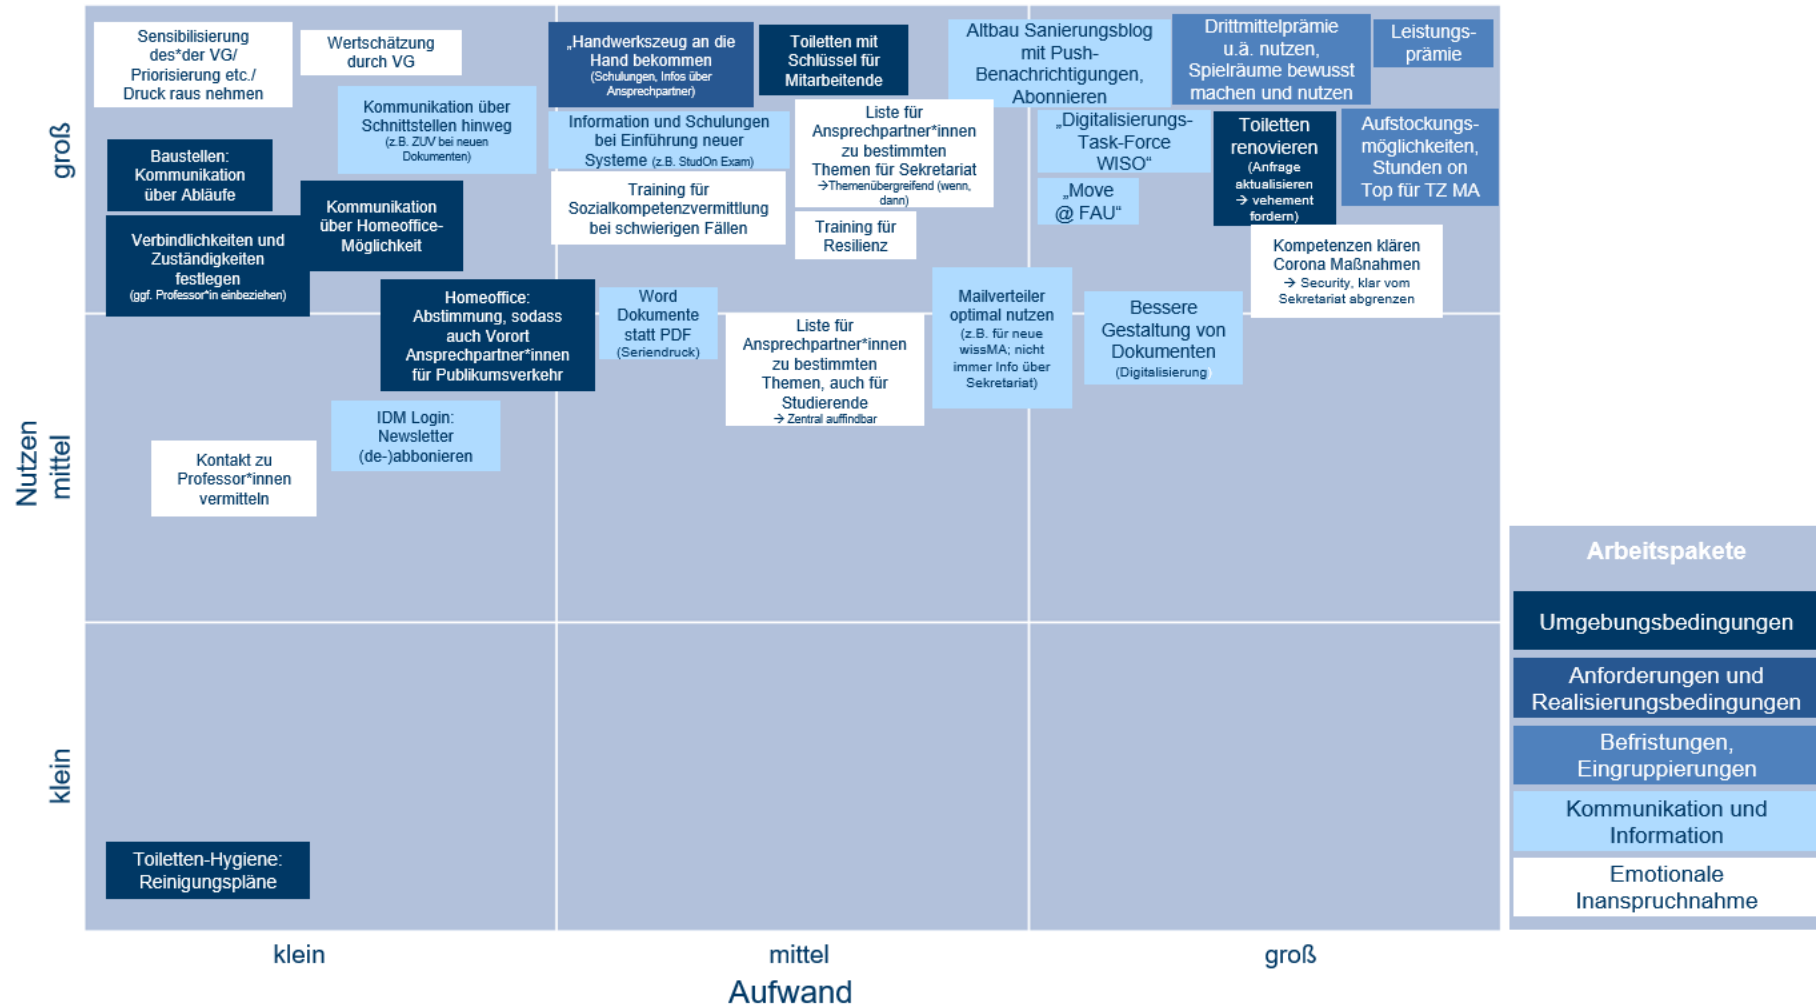 Sensibilisierung
des*der VG/
Priorisierung etc./
Druck raus nehmen
Wertschätzung
durch VG
Kommunikation über
Schnittstellen hinweg
(z.B. ZUV bei neuen
Dokumenten)
Baustellen:
Kommunikation
über Abläufe
Kommunikation
über Homeoffice-
Möglichkeit
Verbindlichkeiten und
Zuständigkeiten
festlegen
(ggf. Professor*in einbeziehen)
„Handwerkszeug an die
Hand bekommen
(Schulungen, Infos über
Ansprechpartner)
Toiletten mit
Schlüssel für
Mitarbeitende
Information und Schulungen
bei Einführung neuer
Systeme (z.B. StudOn Exam)
Liste für
Ansprechpartner*innen
zu bestimmten
Themen für Sekretariat
→Themenübergreifend (wenn,
dann)
Training für
Sozialkompetenzvermittlung
bei schwierigen Fällen
Training für
Resilienz
Altbau Sanierungsblog
mit Push-
Benachrichtigungen,
Abonnieren
Drittmittelprämie
u.ä. nutzen,
Spielräume bewusst
machen und nutzen
Leistungs-
prämie
„Digitalisierungs-
Task-Force
WISO“
„Move
@ FAU“
Toiletten
renovieren
(Anfrage
aktualisieren
→ vehement
fordern)
Aufstockungs-
möglichkeiten,
Stunden on
Top für TZ MA
Kompetenzen klären
Corona Maßnahmen
→ Security, klar vom
Sekretariat abgrenzen
Homeoffice:
Abstimmung, sodass
auch Vorort
Ansprechpartner*innen
für Publikumsverkehr
Word
Dokumente
statt PDF
(Seriendruck)
Liste für
Ansprechpartner*innen
zu bestimmten
Themen, auch für
Studierende
→ Zentral auffindbar
Mailverteiler
optimal nutzen
(z.B. für neue
wissMA; nicht
immer Info über
Sekretariat)
Bessere
Gestaltung von
Dokumenten
(Digitalisierung)
IDM Login:
Newsletter
(de-)abbonieren
Kontakt zu
Professor*innen
vermitteln
Toiletten-Hygiene:
Reinigungspläne
groß
mittel
klein
Nutzen
klein
mittel
groß
Aufwand
Arbeitspakete
Umgebungsbedingungen
Anforderungen und
Realisierungsbedingungen
Befristungen,
Eingruppierungen
Kommunikation und
Information
Emotionale
Inanspruchnahme